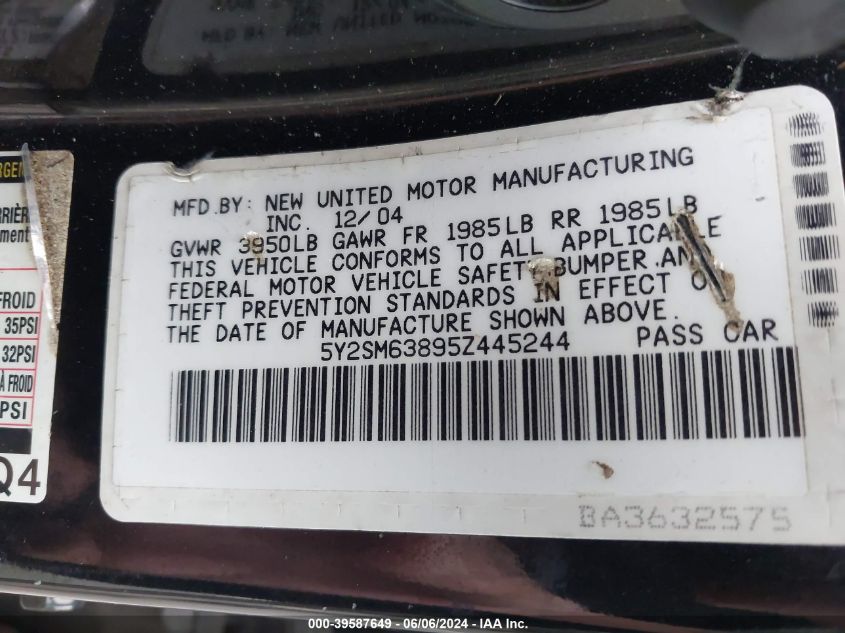 MFD.BY: NEW UNITED MOTOR MANUFACTURING
INC. 12/04
GVWR 3950LB GAWR FR 1985LB RR 1985LB
THIS VEHICLE CONFORMS TO ALL APPLICABLE
FEDERAL MOTOR VEHICLE SAFETY,BUMPER,AND
THEFT PREVENTION STANDARDS IN EFFECT ON
THE DATE OF MANUFACTURE SHOWN ABOVE.
5Y2SM63895Z445244 PASS CAR
BA3632575
FROID
35PSI
32PSI
À FROID
PSI
Q4
000-39587649 - 06/06/2024 - IAA Inc.